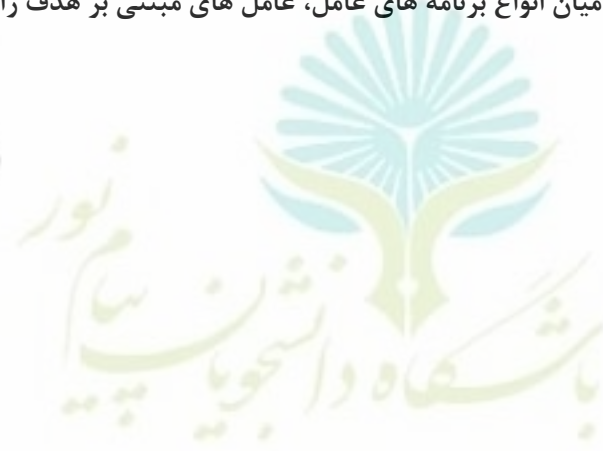 میان انواع برنامه های عامل، عامل های مبتنی بر هدف را
باشگاه دانشجویان پیام نور